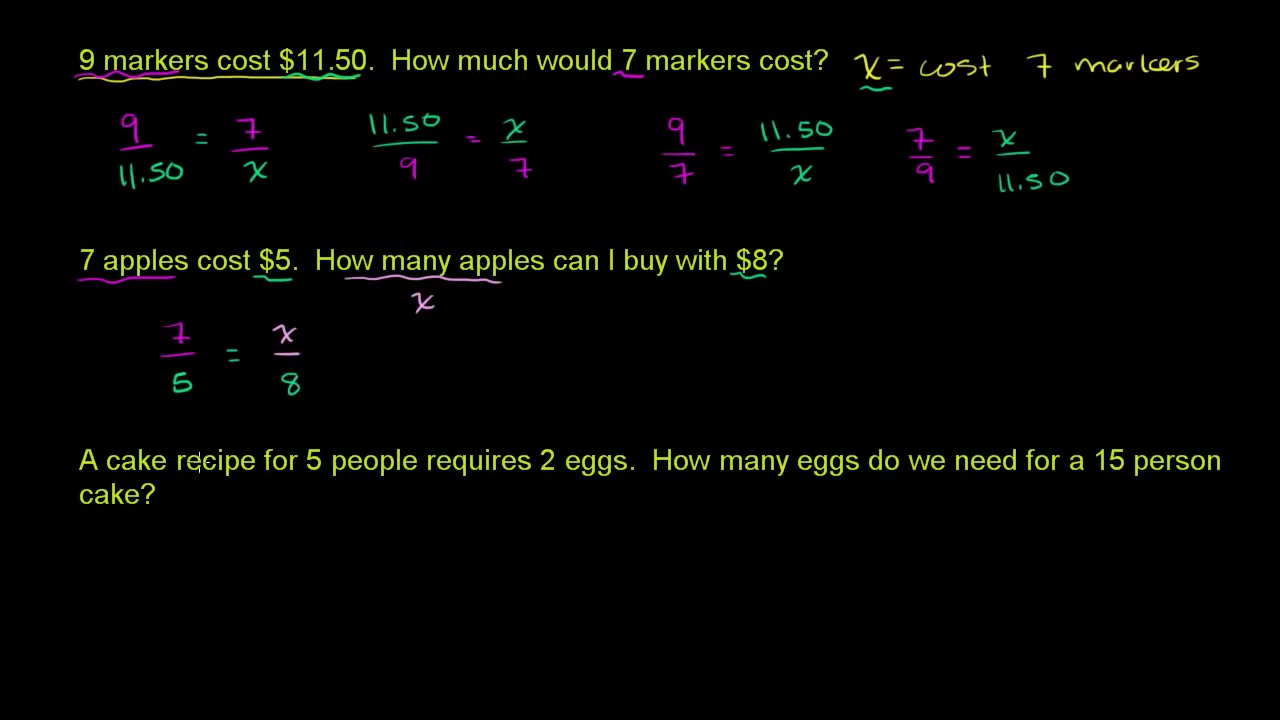 9 markers cost $11.50.  How much would 7 markers cost? x = cost 7 markers
9/11.50 = 7/x   11.50/9 = x/7   9/7 = 11.50/x   7/9 = x/11.50
7 apples cost $5.  How many apples can I buy with $8?
x
7/5 = x/8
A cake recipe for 5 people requires 2 eggs.  How many eggs do we need for a 15 person
cake?